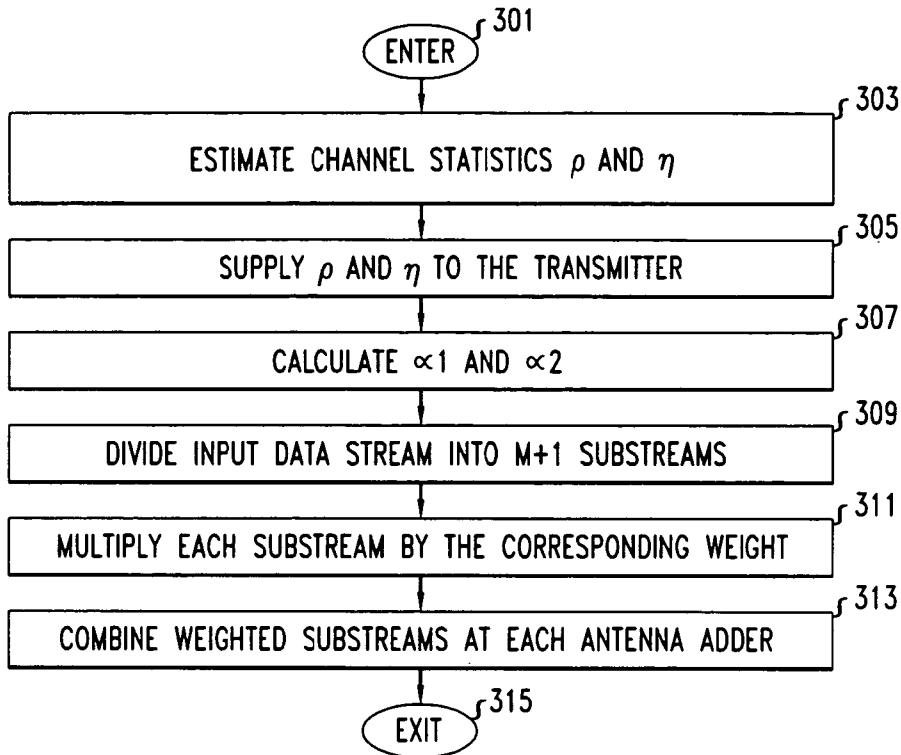 301
ENTER
303
ESTIMATE CHANNEL STATISTICS ρ AND η
305
SUPPLY ρ AND η TO THE TRANSMITTER
307
CALCULATE ∝1 AND ∝2
309
DIVIDE INPUT DATA STREAM INTO M+1 SUBSTREAMS
311
MULTIPLY EACH SUBSTREAM BY THE CORRESPONDING WEIGHT
313
COMBINE WEIGHTED SUBSTREAMS AT EACH ANTENNA ADDER
315
EXIT